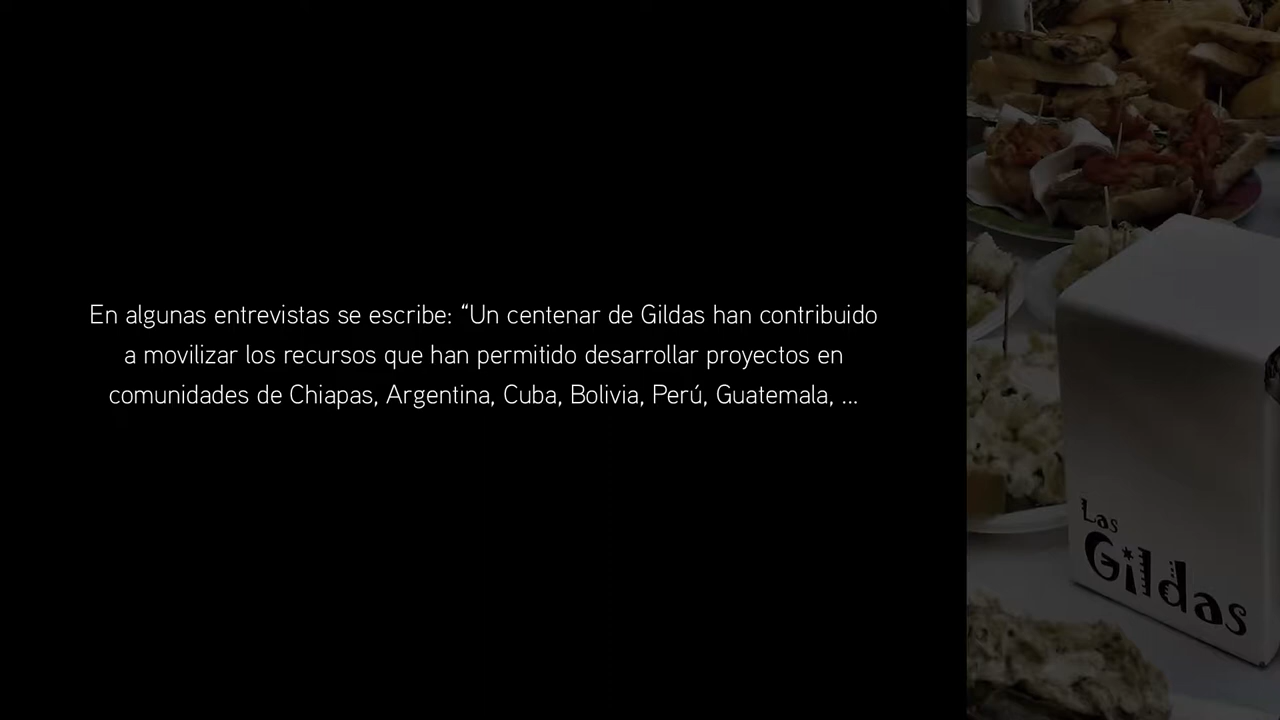 En algunas entrevistas se escribe: “Un centenar de Gildas han contribuido
a movilizar los recursos que han permitido desarrollar proyectos en
comunidades de Chiapas, Argentina, Cuba, Bolivia, Perú, Guatemala, ...
Las
Gildas